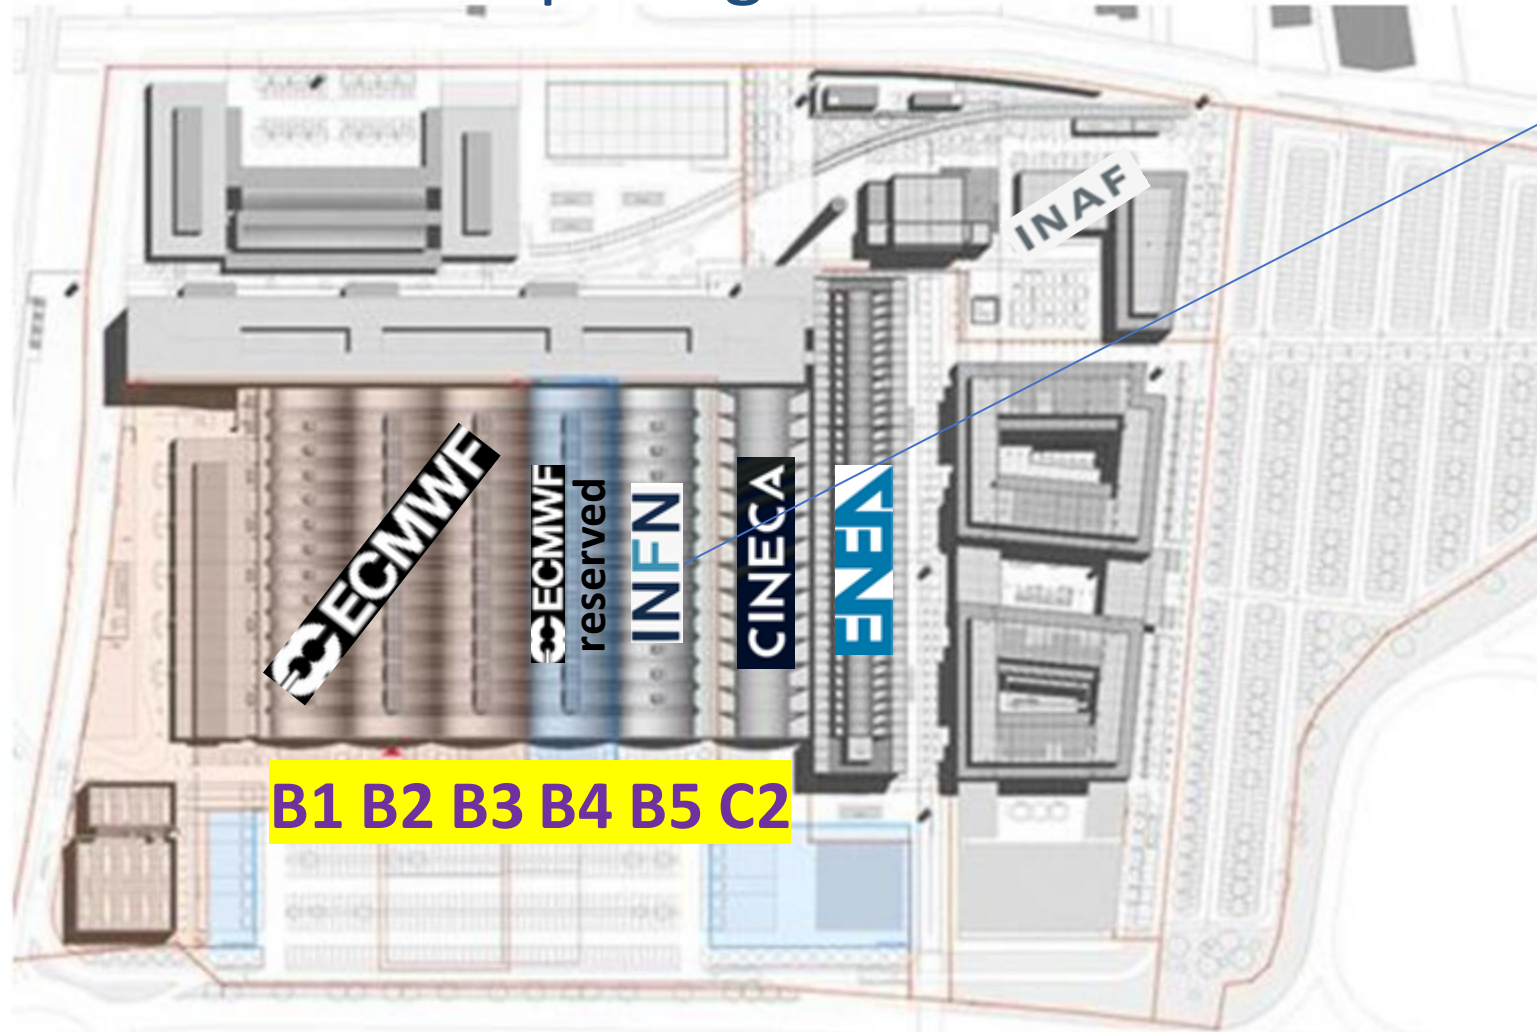 INAF
ECMWF
ECMWF
reserved
INFN
CINECA
ENEA
B1 B2 B3 B4 B5 C2